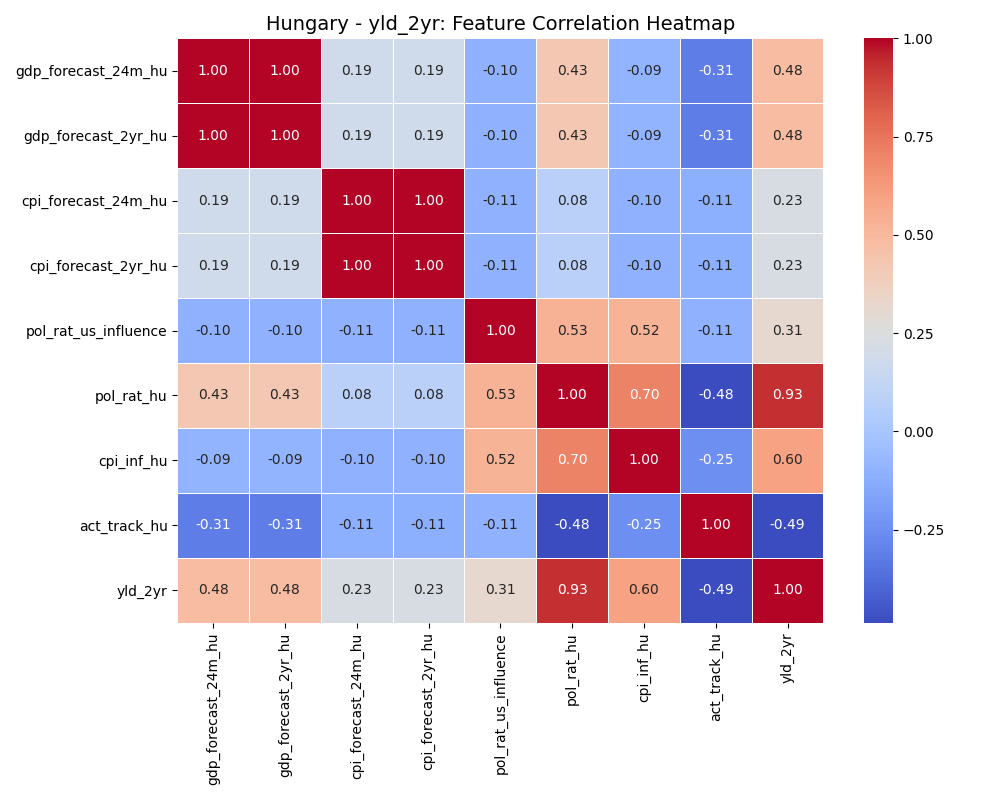 Hungary - yld_2yr: Feature Correlation Heatmap
gdp_forecast_24m_hu 1.00 1.00 0.19 0.19 -0.10 0.43 -0.09 -0.31 0.48
gdp_forecast_2yr_hu 1.00 1.00 0.19 0.19 -0.10 0.43 -0.09 -0.31 0.48
cpi_forecast_24m_hu 0.19 0.19 1.00 1.00 -0.11 0.08 -0.10 -0.11 0.23
cpi_forecast_2yr_hu 0.19 0.19 1.00 1.00 -0.11 0.08 -0.10 -0.11 0.23
pol_rat_us_influence -0.10 -0.10 -0.11 -0.11 1.00 0.53 0.52 -0.11 0.31
pol_rat_hu 0.43 0.43 0.08 0.08 0.53 1.00 0.70 -0.48 0.93
cpi_inf_hu -0.09 -0.09 -0.10 -0.10 0.52 0.70 1.00 -0.25 0.60
act_track_hu -0.31 -0.31 -0.11 -0.11 -0.11 -0.48 -0.25 1.00 -0.49
yld_2yr 0.48 0.48 0.23 0.23 0.31 0.93 0.60 -0.49 1.00
gdp_forecast_24m_hu
gdp_forecast_2yr_hu
cpi_forecast_24m_hu
cpi_forecast_2yr_hu
pol_rat_us_influence
pol_rat_hu
cpi_inf_hu
act_track_hu
yld_2yr
1.00
0.75
0.50
0.25
0.00
−0.25